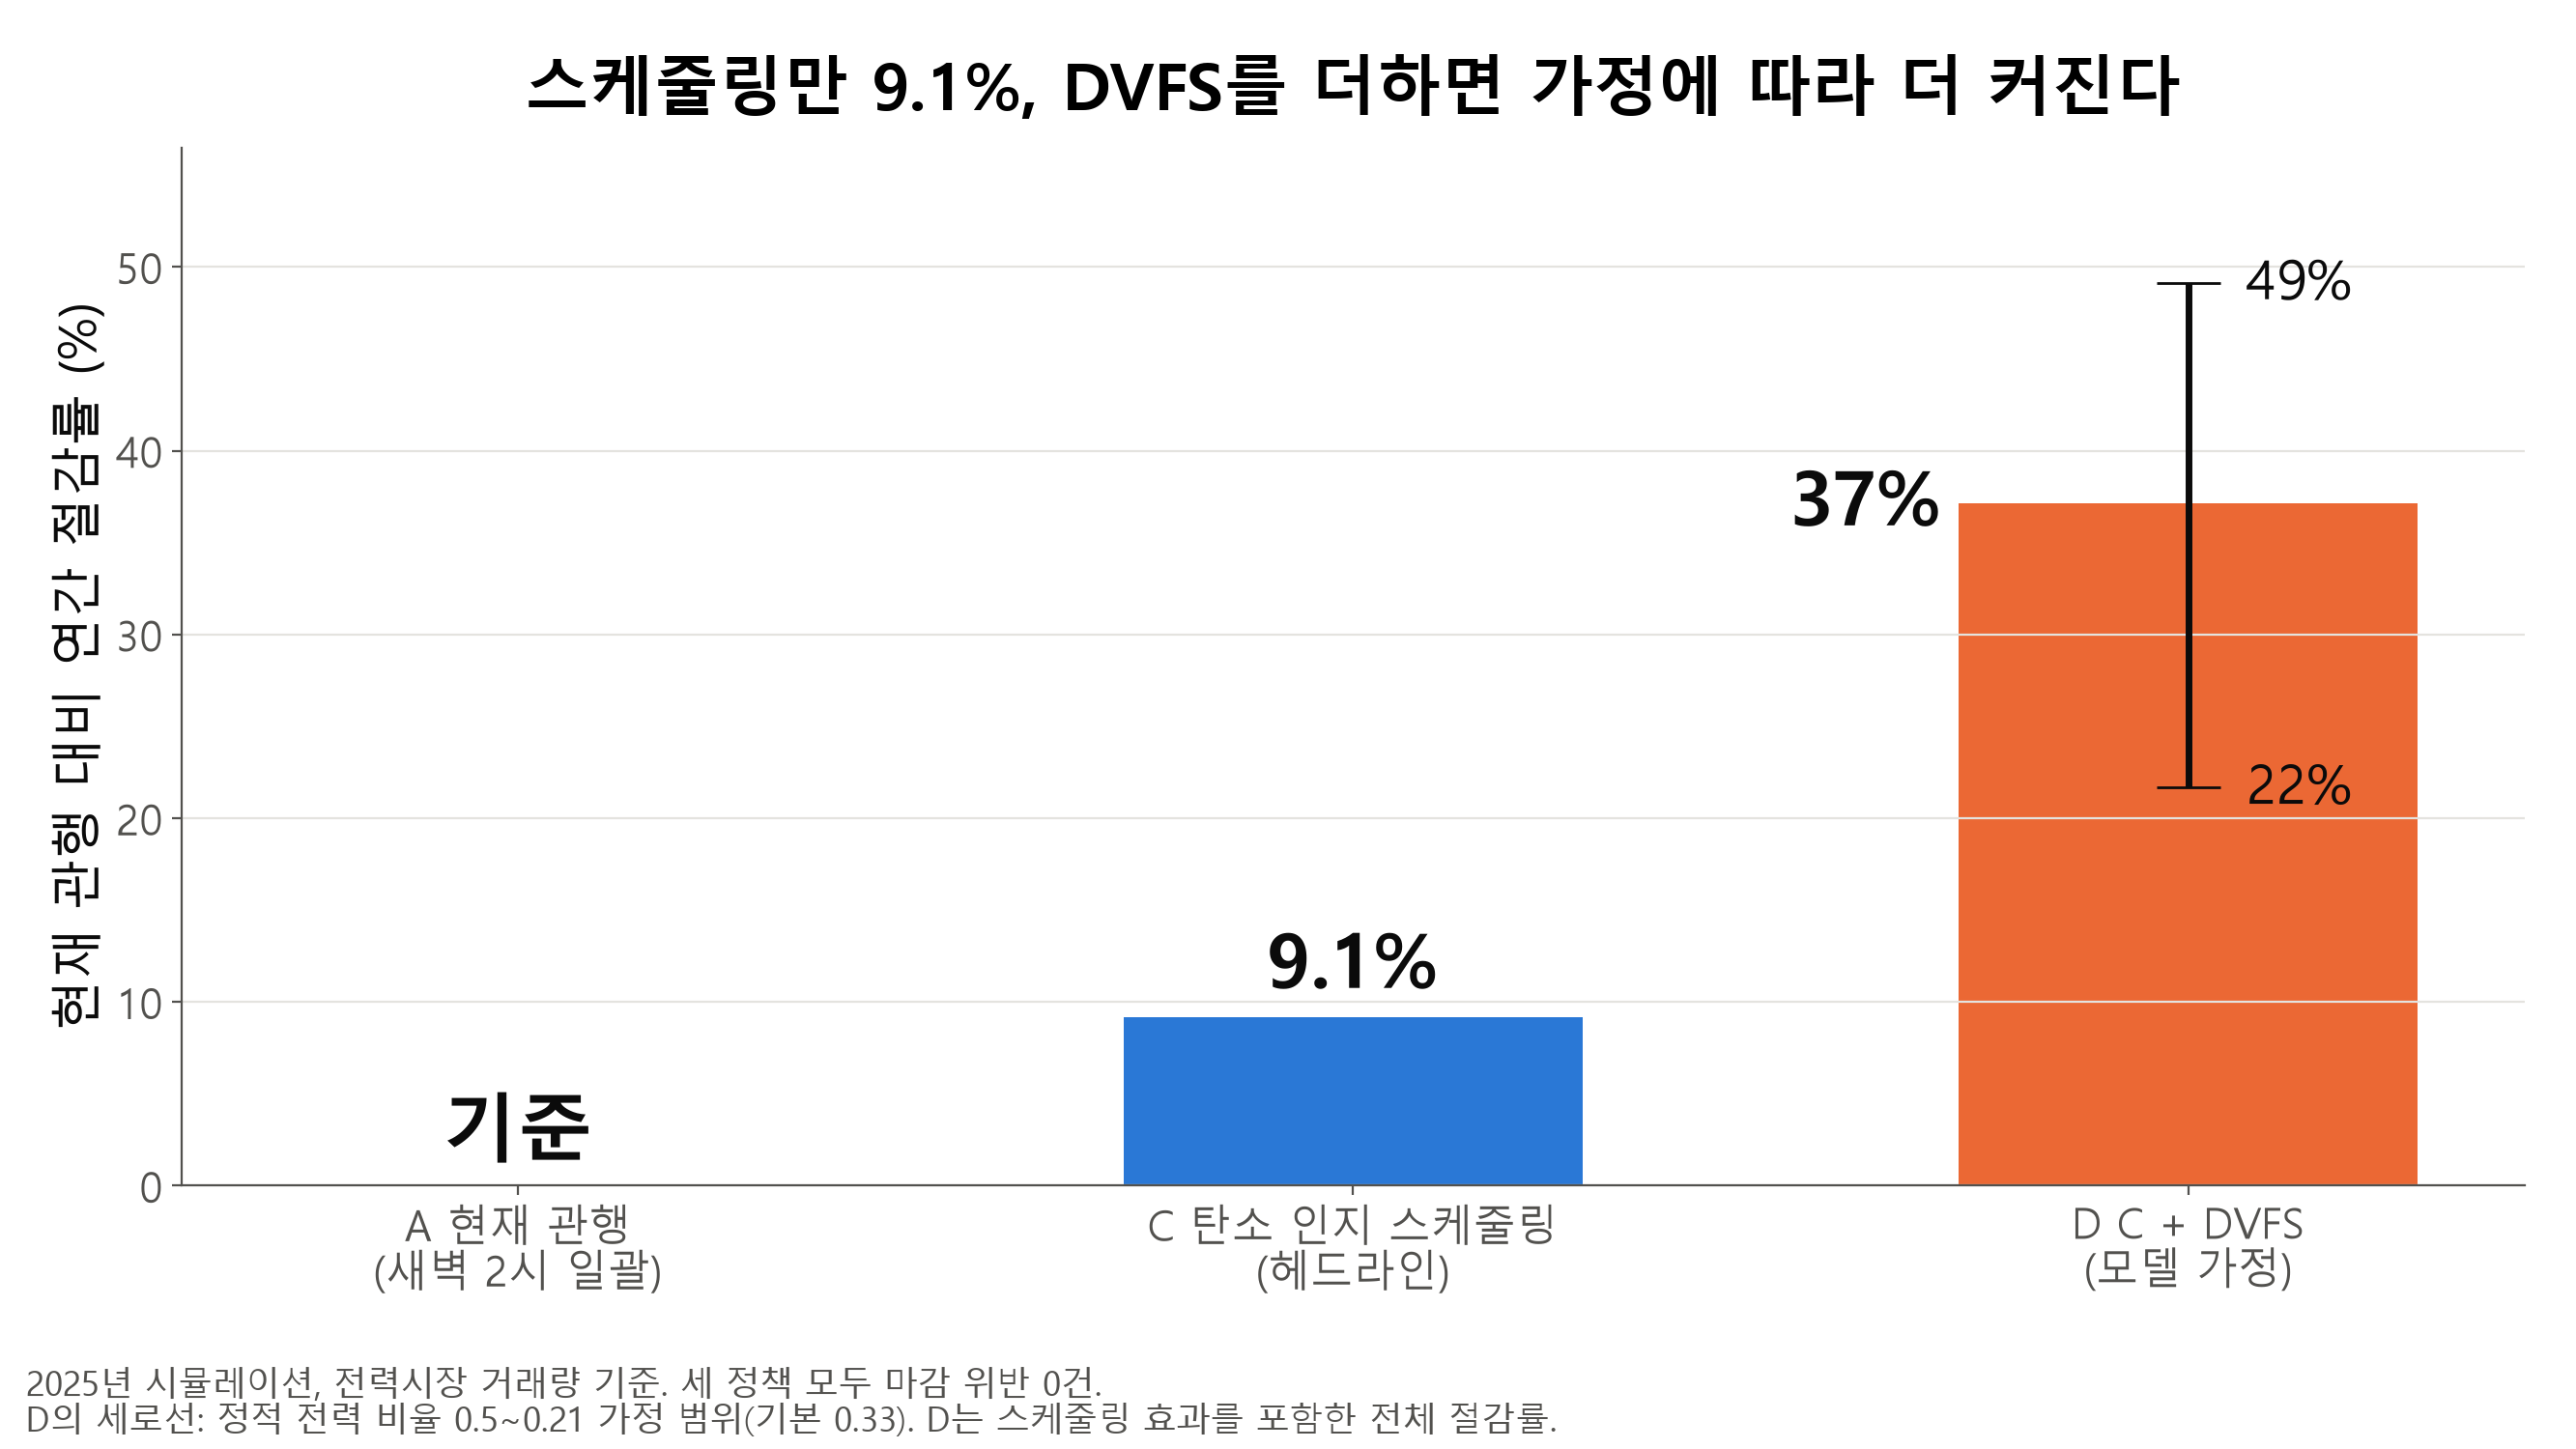 스케줄링만 9.1%, DVFS를 더하면 가정에 따라 더 커진다
현재 관행 대비 연간 절감률 (%)
50
40
30
20
10
0
기준
9.1%
37%
49%
22%
A 현재 관행
(새벽 2시 일괄)
C 탄소 인지 스케줄링
(헤드라인)
D C + DVFS
(모델 가정)
2025년 시뮬레이션, 전력시장 거래량 기준. 세 정책 모두 마감 위반 0건.
D의 세로선: 정적 전력 비율 0.5~0.21 가정 범위(기본 0.33). D는 스케줄링 효과를 포함한 전체 절감률.